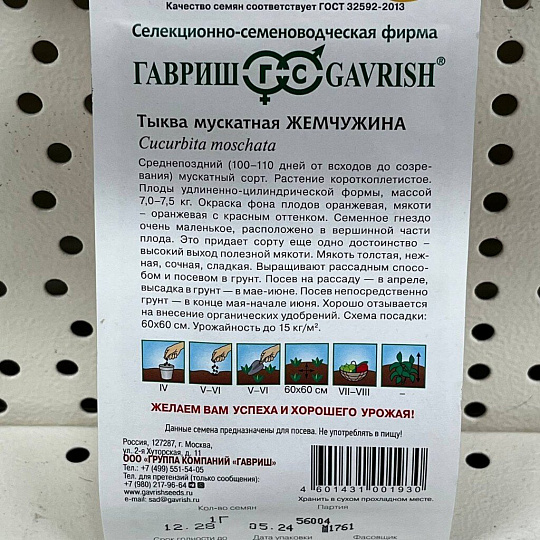 Качество семян соответствует ГОСТ 32592-2013
Селекционно-семеноводческая фирма
ГАВРИШ ГС GAVRISH®
Тыква мускатная ЖЕМЧУЖИНА
Cucurbita moschata
Среднепоздний (100–110 дней от всходов до созре-
вания) мускатный сорт. Растение короткоплетистое.
Плоды удлиненно-цилиндрической формы, массой
7,0–7,5 кг. Окраска фона плодов оранжевая, мякоти
– оранжевая с красным оттенком. Семенное гнездо
очень маленькое, расположено в вершинной части
плода. Это придает сорту еще одно достоинство –
высокий выход полезной мякоти. Мякоть толстая, неж-
ная, сочная, сладкая. Выращивают рассадным спосо-
бом и посевом в грунт. Посев на рассаду — в апреле,
высадка в грунт — в мае-июне. Посев непосредственно
грунт — в конце мая-начале июня. Хорошо отзывается
на внесение органических удобрений. Схема посадки:
60х60 см. Урожайность до 15 кг/м².
IV V–VI V–VI 60х60 см VII–VIII –
ЖЕЛАЕМ ВАМ УСПЕХА И ХОРОШЕГО УРОЖАЯ!
Данные семена предназначены для посева. Не употреблять в пищу!
Россия, 127287, г. Москва,
ул. 2-я Хуторская, д. 11
ООО "ГРУППА КОМПАНИЙ «ГАВРИШ»
Тел.: +7 (499) 551-54-05
Тел. для претензий (только сообщения):
+7 (980) 217-96-64
www.gavrishseeds.ru
e-mail: sad@gavrish.ru
4 601431 001930
Хранить в сухом прохладном месте.
Кол-во семян Партия
12.28 1Г 05.24 56004
01761
Срок годности до Дата упаковки Фасовщик